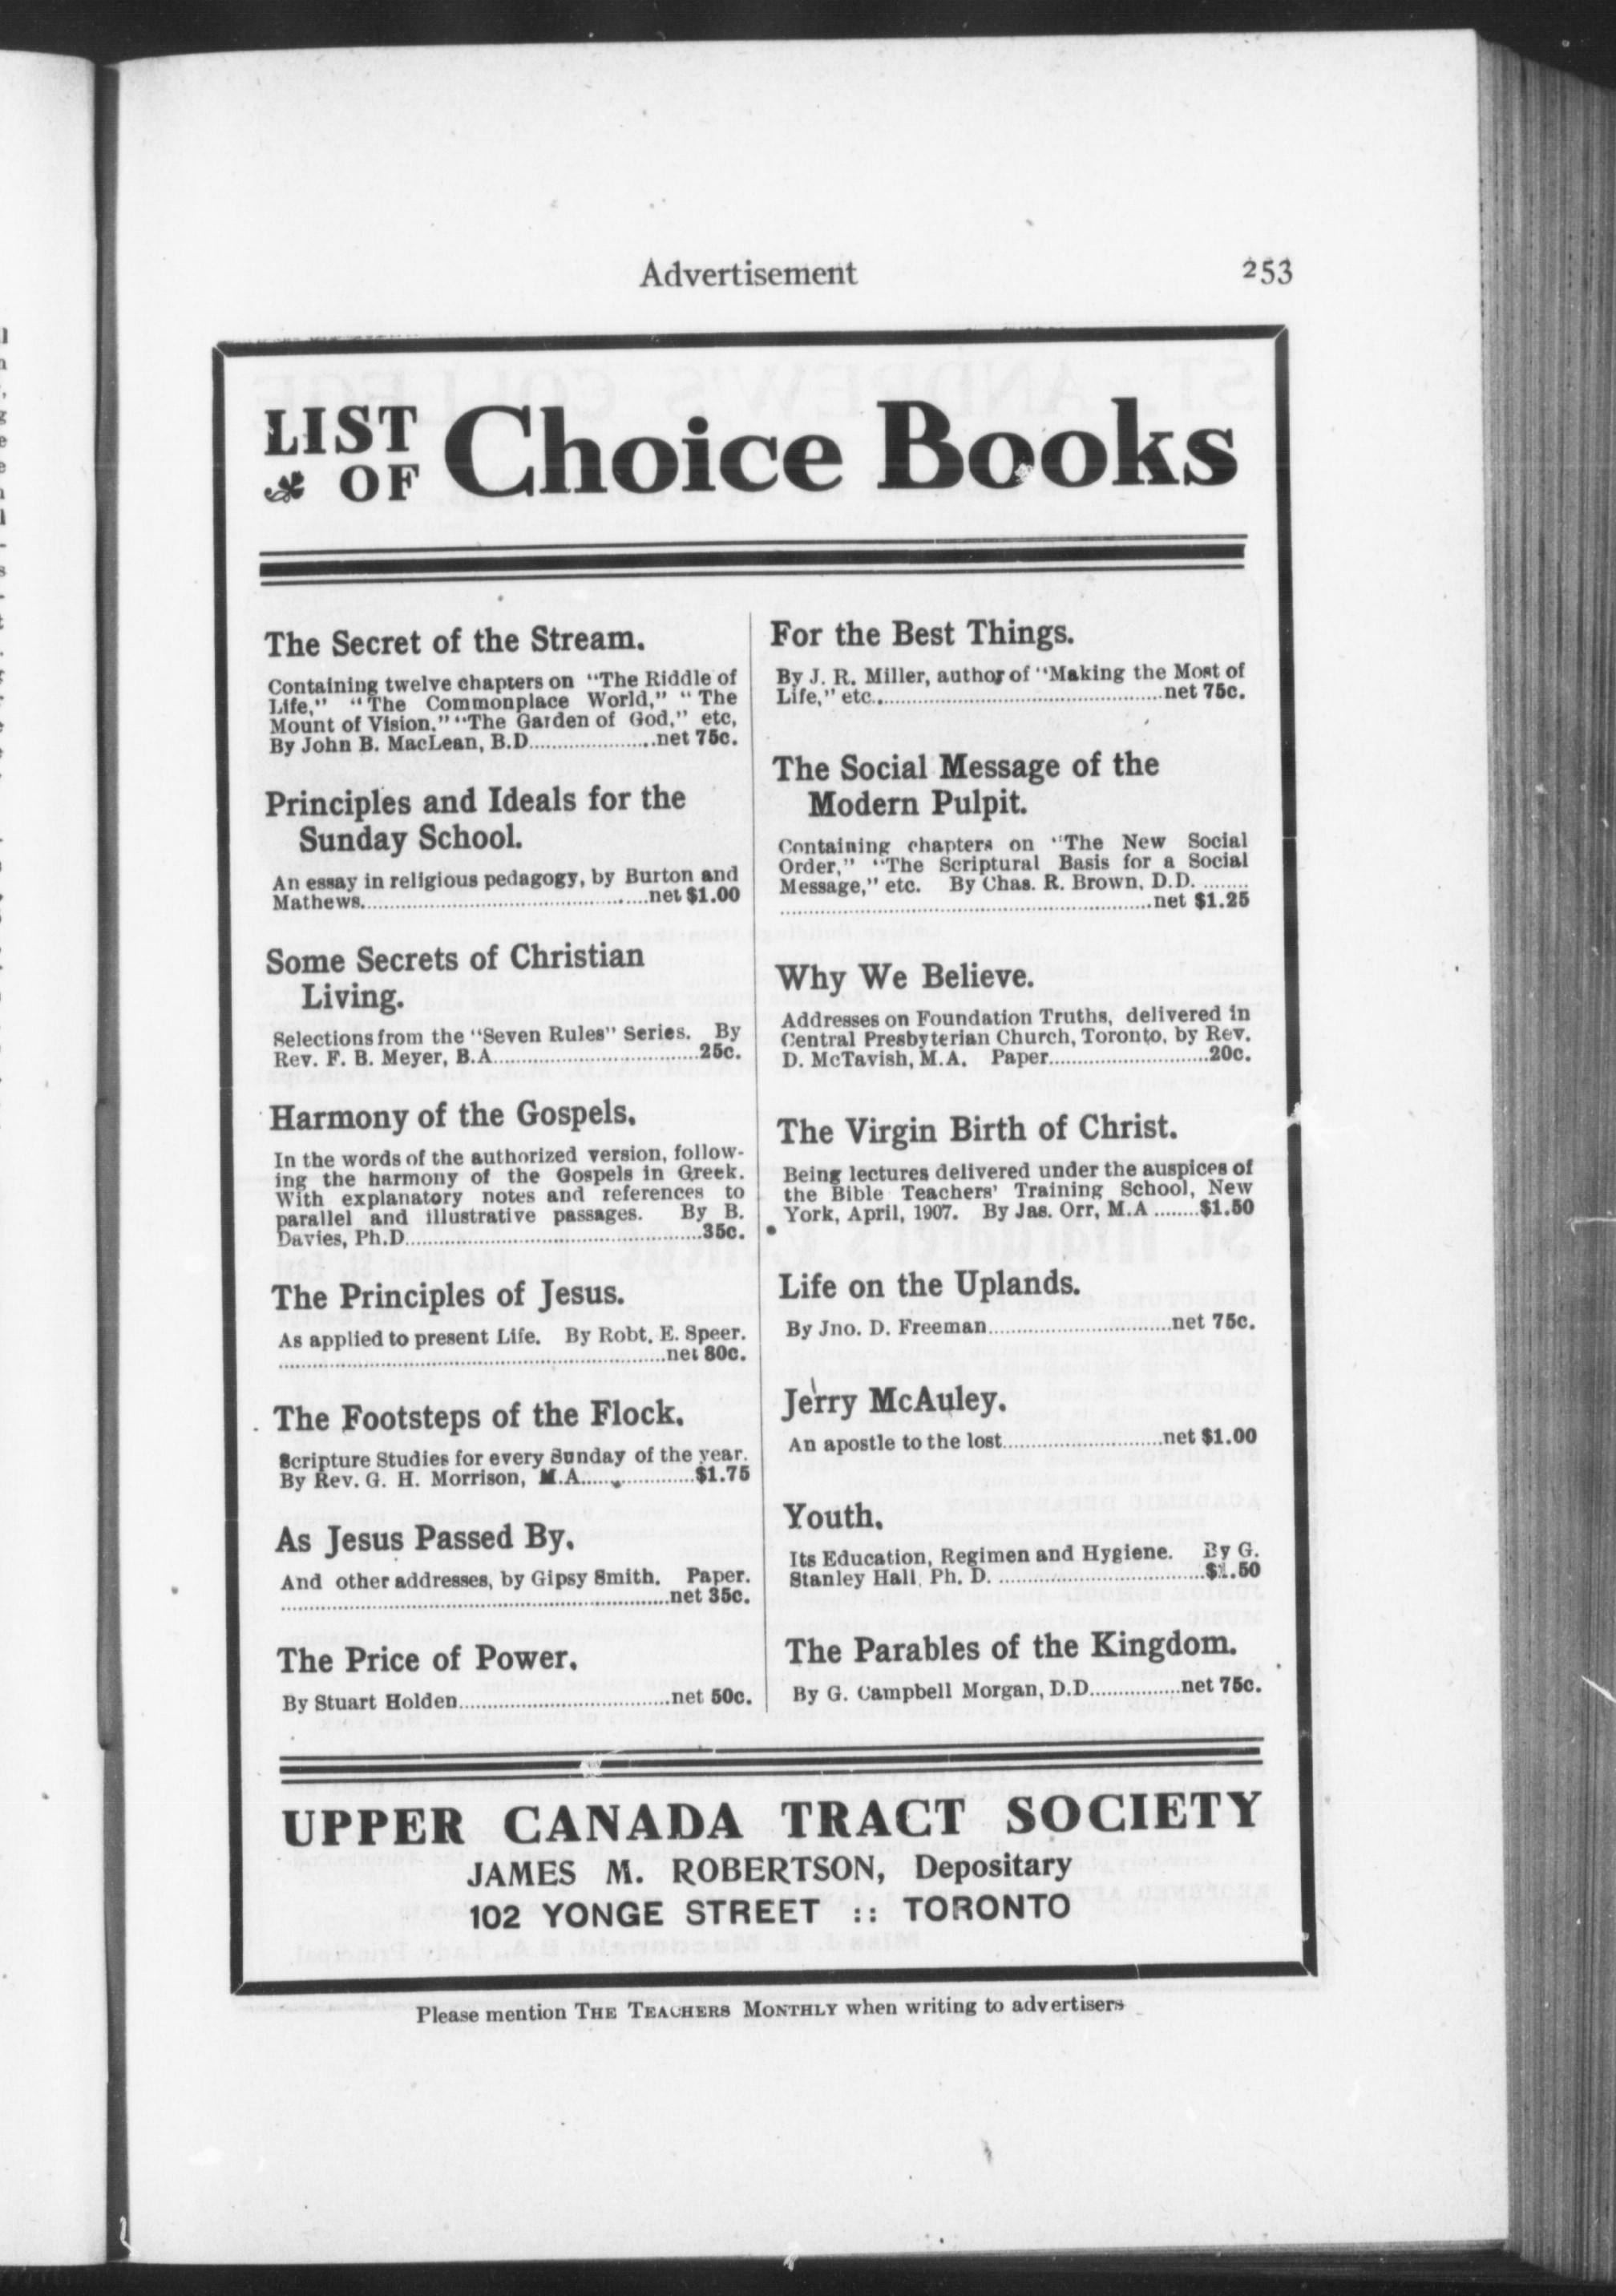 Advertisement 253
LIST
OF Choice Books
The Secret of the Stream.
Containing twelve chapters on "The Riddle of
Life," "The Commonplace World," "The
Mount of Vision." "The Garden of God," etc,
By John B. MacLean, B.D. net 75c.
Principles and Ideals for the
Sunday School.
An essay in religious pedagogy, by Burton and
Mathews. net $1.00
Some Secrets of Christian
Living.
Selections from the "Seven Rules" Series. By
Rev. F. B. Meyer, B.A. 25c.
Harmony of the Gospels.
In the words of the authorized version, follow-
ing the harmony of the Gospels in Greek.
With explanatory notes and references to
parallel and illustrative passages. By B.
Davies, Ph.D. 35c.
The Principles of Jesus.
As applied to present Life. By Robt. E. Speer.
net 80c.
The Footsteps of the Flock.
Scripture Studies for every Sunday of the year.
By Rev. G. H. Morrison, M.A. $1.75
As Jesus Passed By.
And other addresses, by Gipsy Smith. Paper.
net 35c.
The Price of Power.
By Stuart Holden. net 50c.
For the Best Things.
By J. R. Miller, author of "Making the Most of
Life," etc. net 75c.
The Social Message of the
Modern Pulpit.
Containing chapters on "The New Social
Order," "The Scriptural Basis for a Social
Message," etc. By Chas. R. Brown, D.D.
net $1.25
Why We Believe.
Addresses on Foundation Truths, delivered in
Central Presbyterian Church, Toronto, by Rev.
D. McTavish, M.A. Paper. 20c.
The Virgin Birth of Christ.
Being lectures delivered under the auspices of
the Bible Teachers' Training School, New
York, April, 1907. By Jas. Orr, M.A. $1.50
Life on the Uplands.
By Jno. D. Freeman. net 75c.
Jerry McAuley.
An apostle to the lost. net $1.00
Youth.
Its Education, Regimen and Hygiene. By G.
Stanley Hall, Ph. D. $1.50
The Parables of the Kingdom.
By G. Campbell Morgan, D.D. net 75c.
UPPER CANADA TRACT SOCIETY
JAMES M. ROBERTSON, Depositary
102 YONGE STREET :: TORONTO
Please mention THE TEACHERS MONTHLY when writing to advertisers